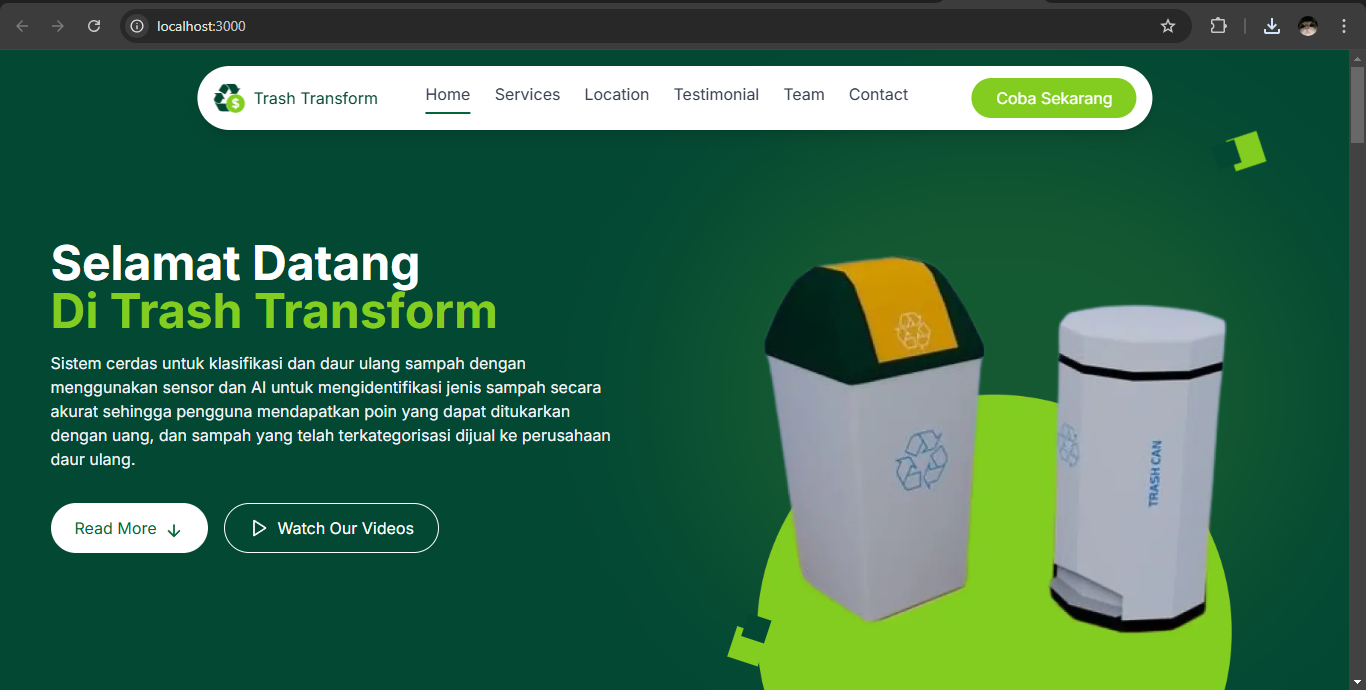 localhost:3000
Trash Transform
Home
Services
Location
Testimonial
Team
Contact
Coba Sekarang
Selamat Datang
Di Trash Transform
Sistem cerdas untuk klasifikasi dan daur ulang sampah dengan
menggunakan sensor dan AI untuk mengidentifikasi jenis sampah secara
akurat sehingga pengguna mendapatkan poin yang dapat ditukarkan
dengan uang, dan sampah yang telah terkategorisasi dijual ke perusahaan
daur ulang.
Read More
Watch Our Videos
TRASH CAN
$